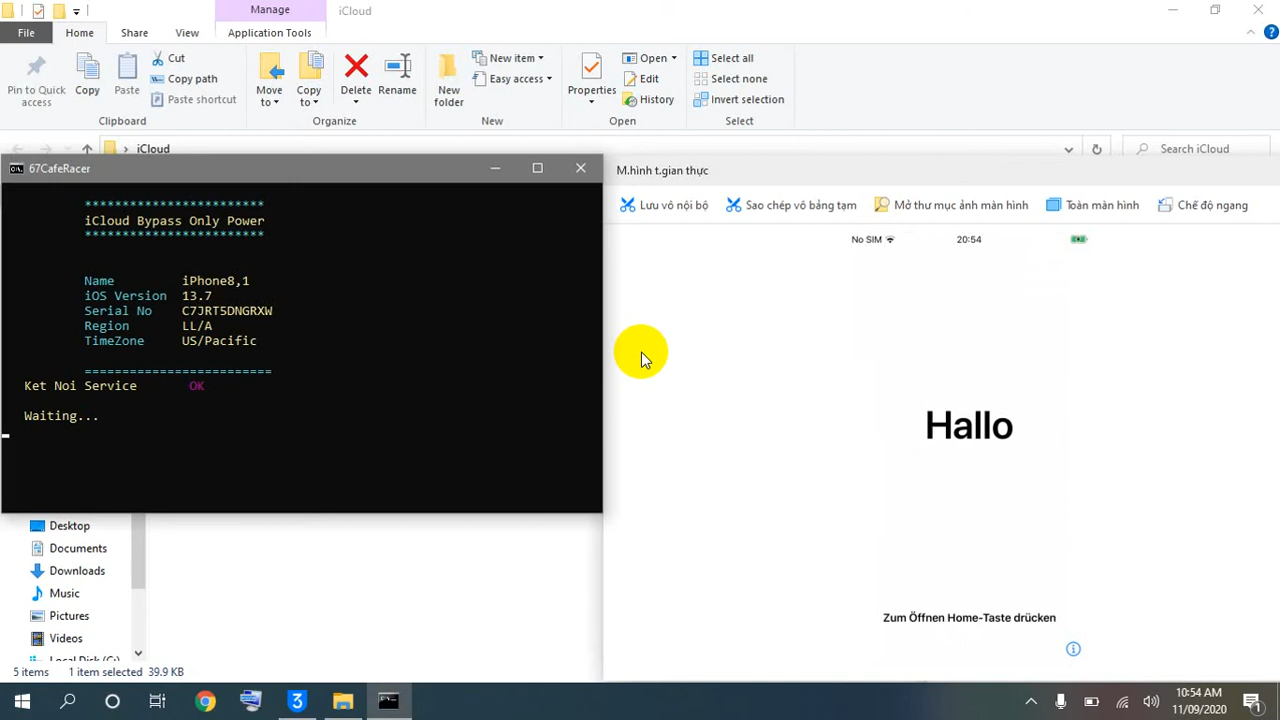 Manage
iCloud
File
Home
Share
View
Application Tools
Pin to Quick access
Copy
Paste
Cut
Copy path
Paste shortcut
Clipboard
Move to
Copy to
Delete
Rename
Organize
New folder
New item
Easy access
New
Properties
Open
Edit
History
Open
Select all
Select none
Invert selection
Select
iCloud
Search iCloud
67CafeRacer
************************
iCloud Bypass Only Power
************************
Name iPhone8,1
iOS Version 13.7
Serial No C7JRT5DNGRXW
Region LL/A
TimeZone US/Pacific
=========================
Ket Noi Service OK
Waiting...
M.hình t.gian thực
Lưu vô nội bộ
Sao chép vô bảng tạm
Mở thư mục ảnh màn hình
Toàn màn hình
Chế độ ngang
No SIM
20:54
Hallo
Zum Öffnen Home-Taste drücken
Desktop
Documents
Downloads
Music
Pictures
Videos
5 items
1 item selected 39.9 KB
3
10:54 AM
11/09/2020
1